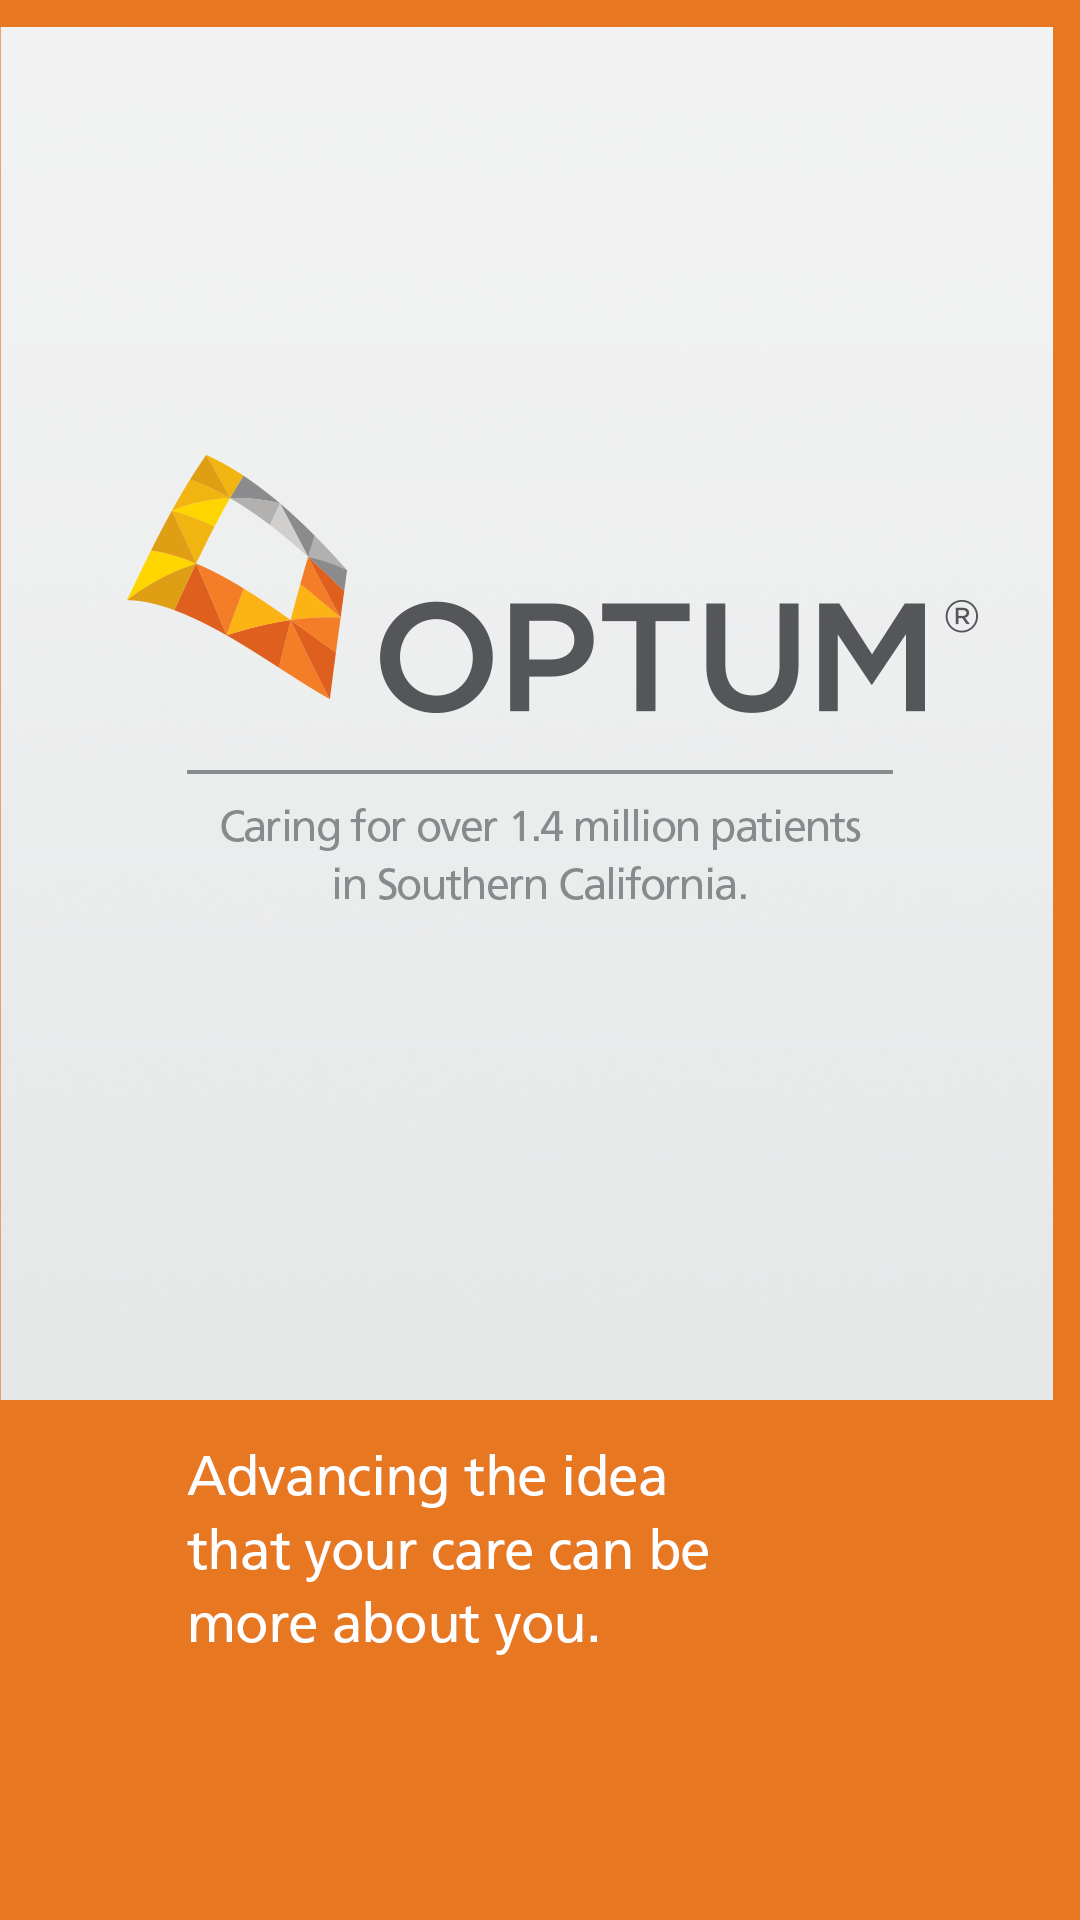 OPTUM®
Caring for over 1.4 million patients
in Southern California.
Advancing the idea
that your care can be
more about you.